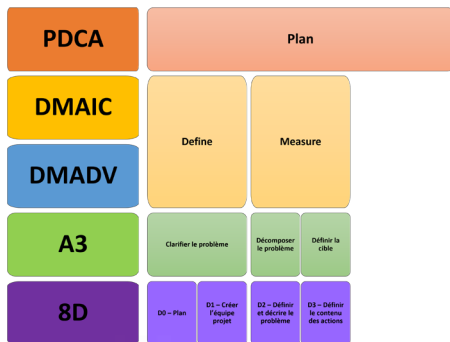 PDCA
Plan
DMAIC
DMADV
Define
Measure
A3
Clarifier le problème
Décomposer
le problème
Définir la
cible
8D
D0 – Plan
D1 – Créer
l'équipe
projet
D2 – Définir
et décrire le
problème
D3 – Définir
le contenu
des actions